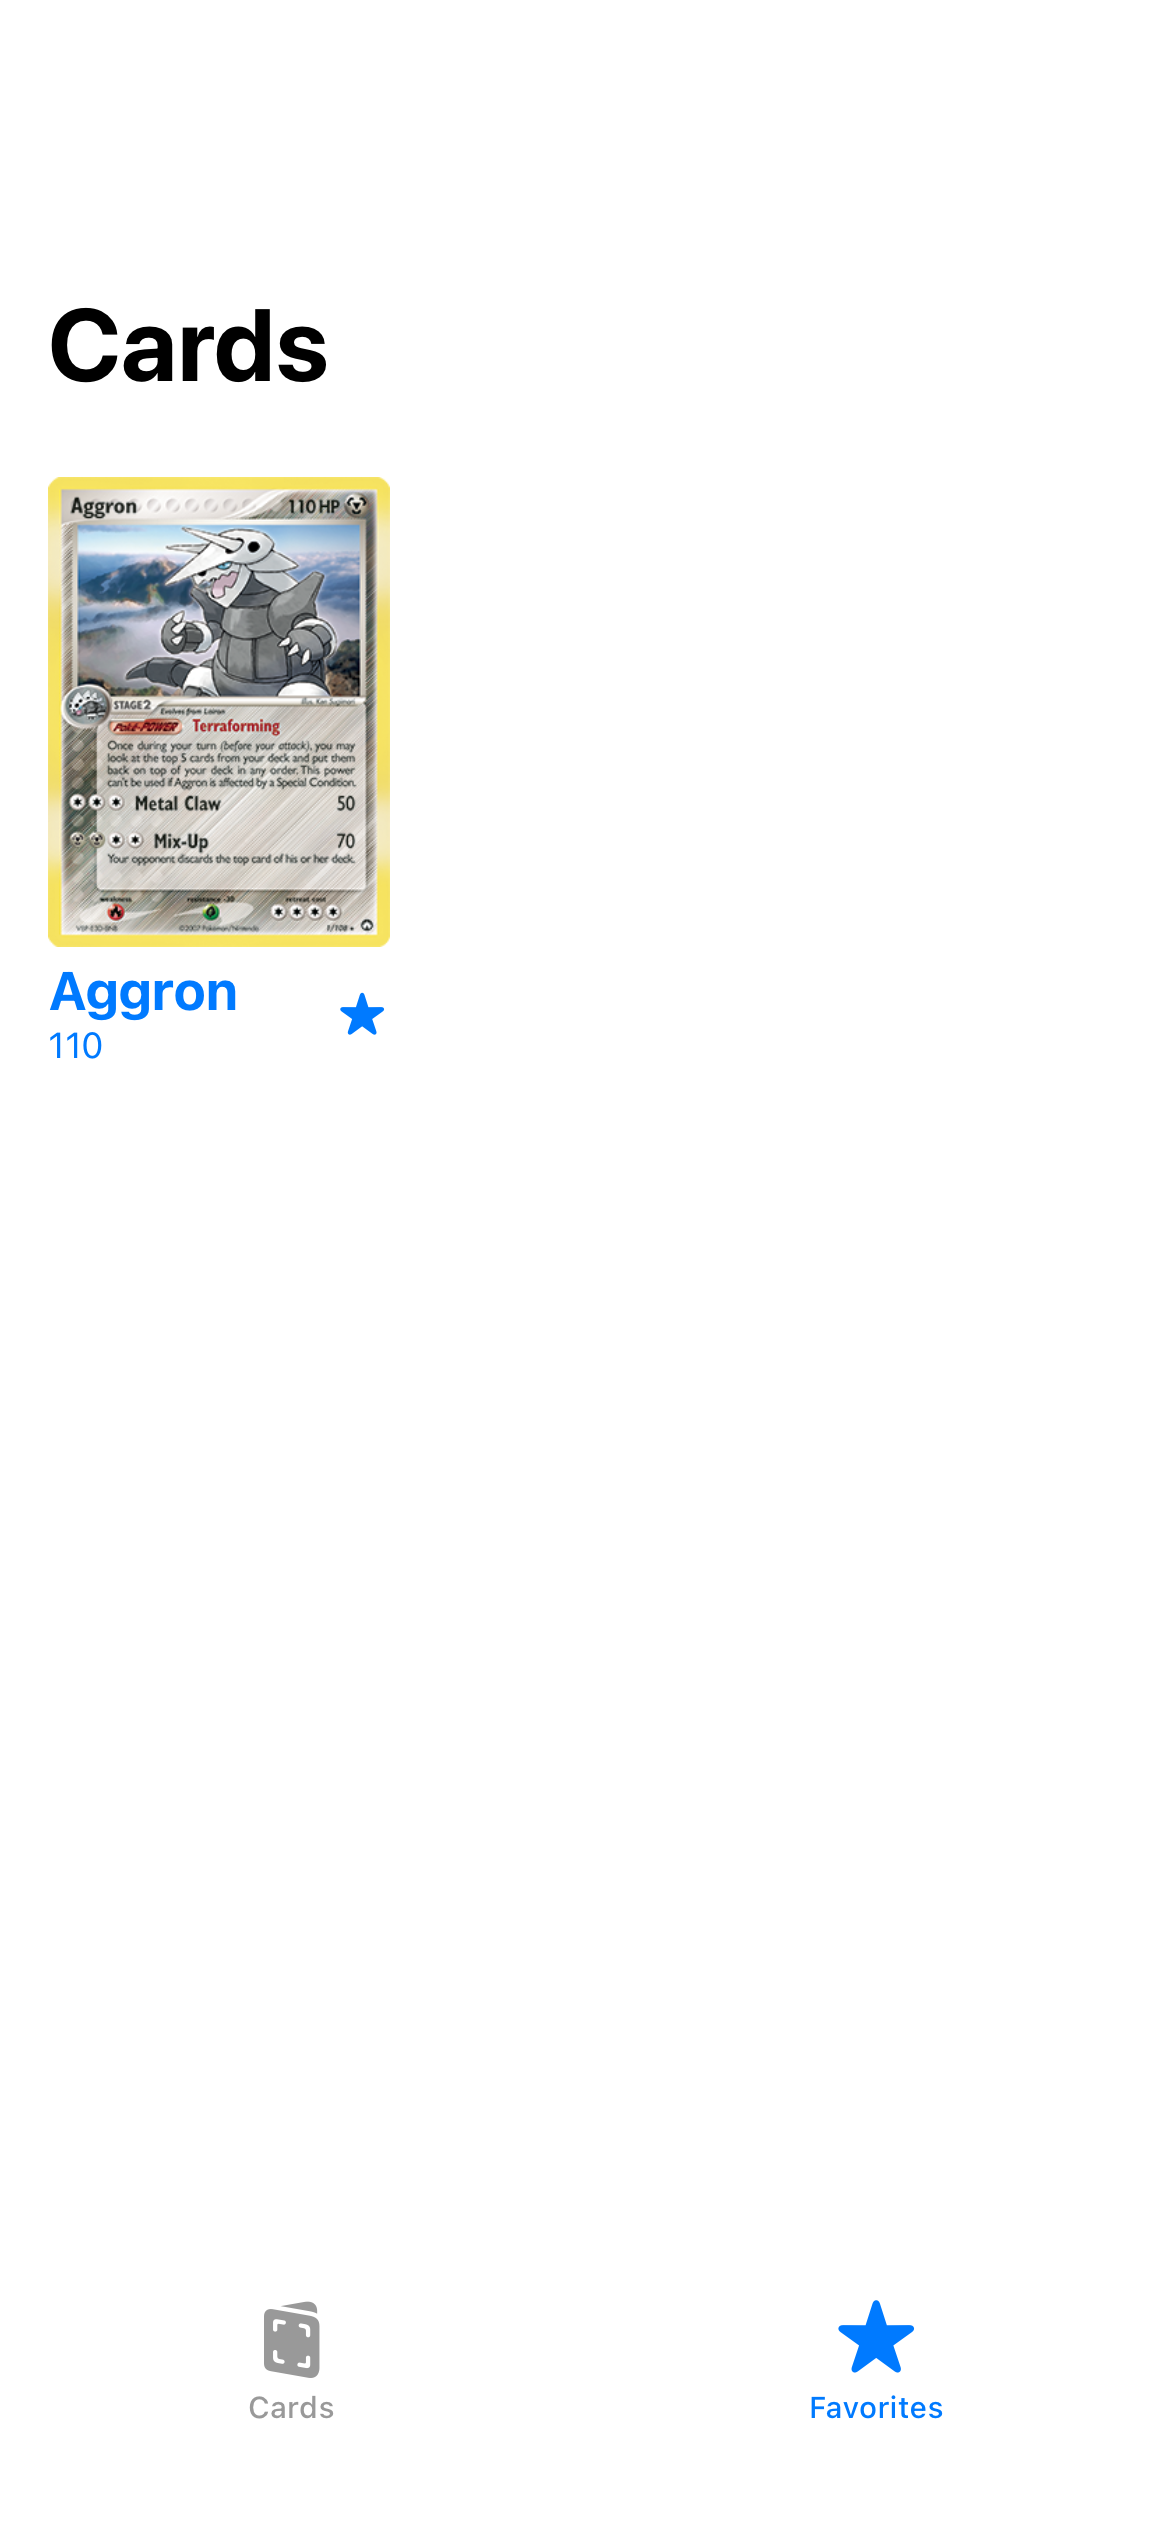 Cards
Aggron 110 HP
STAGE 2 Evolves from Lairon illus. Ken Sugimori
Poké-POWER Terraforming
Once during your turn (before your attack), you may
look at the top 5 cards from your deck and put them
back on top of your deck in any order. This power
can't be used if Aggron is affected by a Special Condition.
Metal Claw 50
Mix-Up 70
Your opponent discards the top card of his or her deck.
weakness resistance -30 retreat cost
©2007 Pokémon/Nintendo 1/108
Aggron
110
Cards Favorites